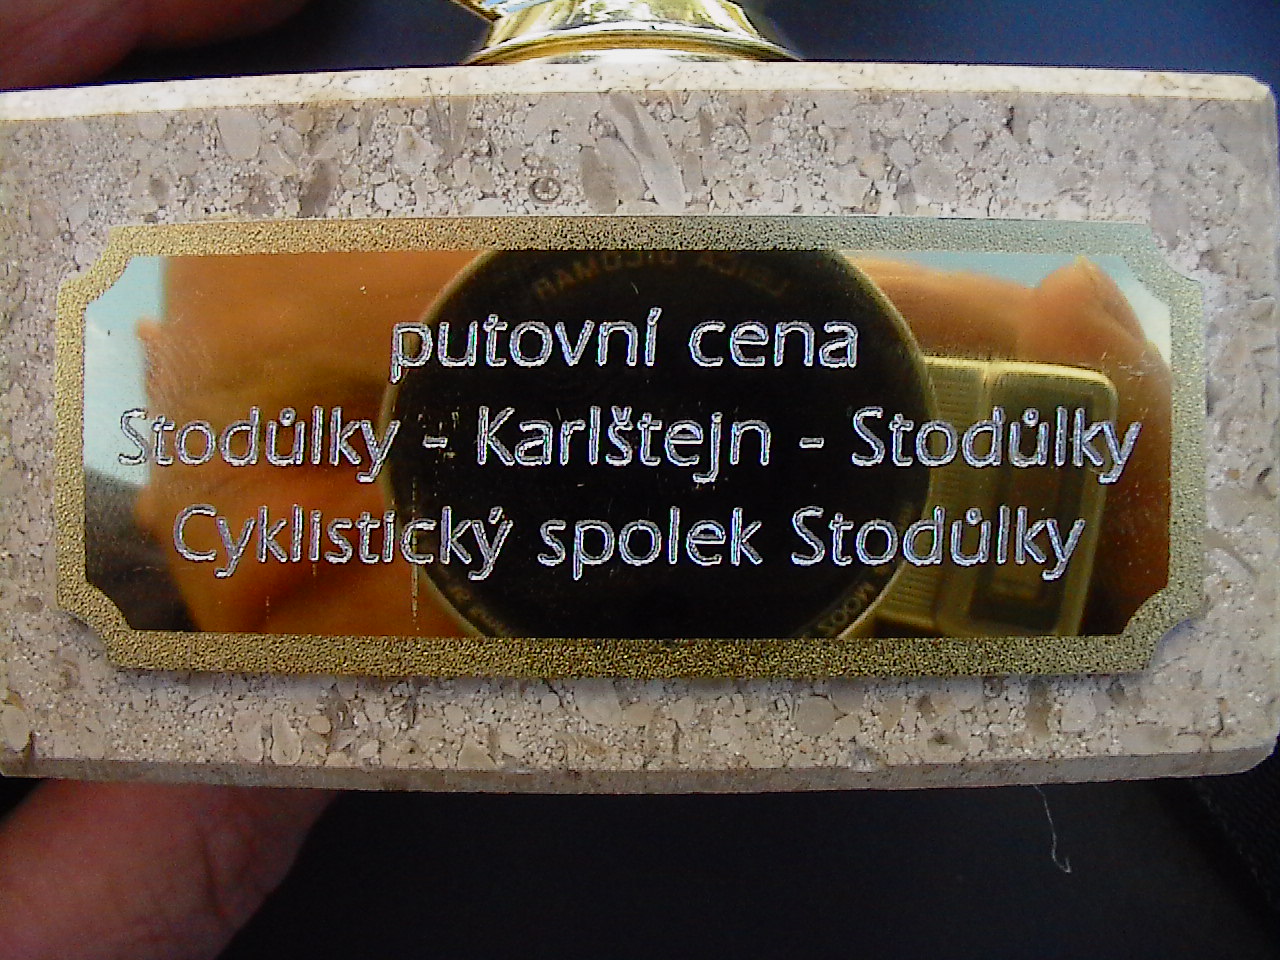 putovní cena
Stodůlky - Karlštejn - Stodůlky
Cyklistický spolek Stodůlky